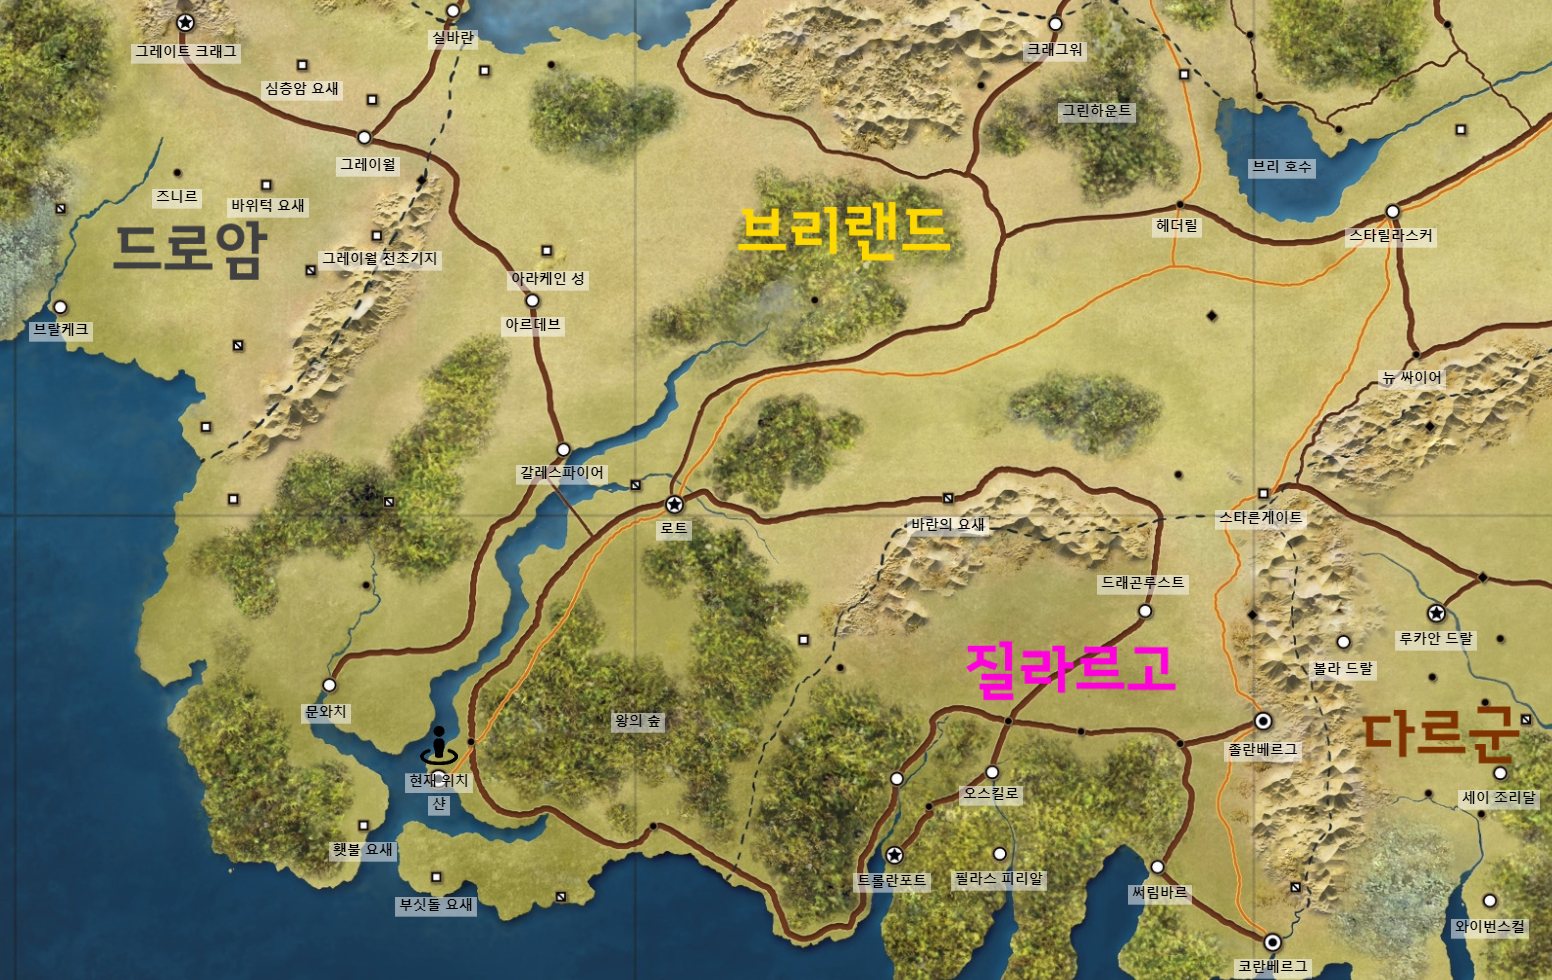 그레이트 크래그
실바란
크래그워
심층암 요새
그린하운트
그레이월
브리 호수
즈니르
바위턱 요새
브리랜드
헤더릴
스타릴라스커
드로암
그레이월 전초기지
아라케인 성
브랄케크
아르데브
뉴 싸이어
갈레스파이어
로트
바란의 요새
스타른게이트
드래곤루스트
루카안 드랄
볼라 드랄
질라르고
문와치
왕의 숲
다르군
졸란베르그
현재 위치
오스킬로
세이 조리달
샨
횃불 요새
트롤란포트
필라스 피리알
써림바르
부싯돌 요새
와이번스컬
코란베르그